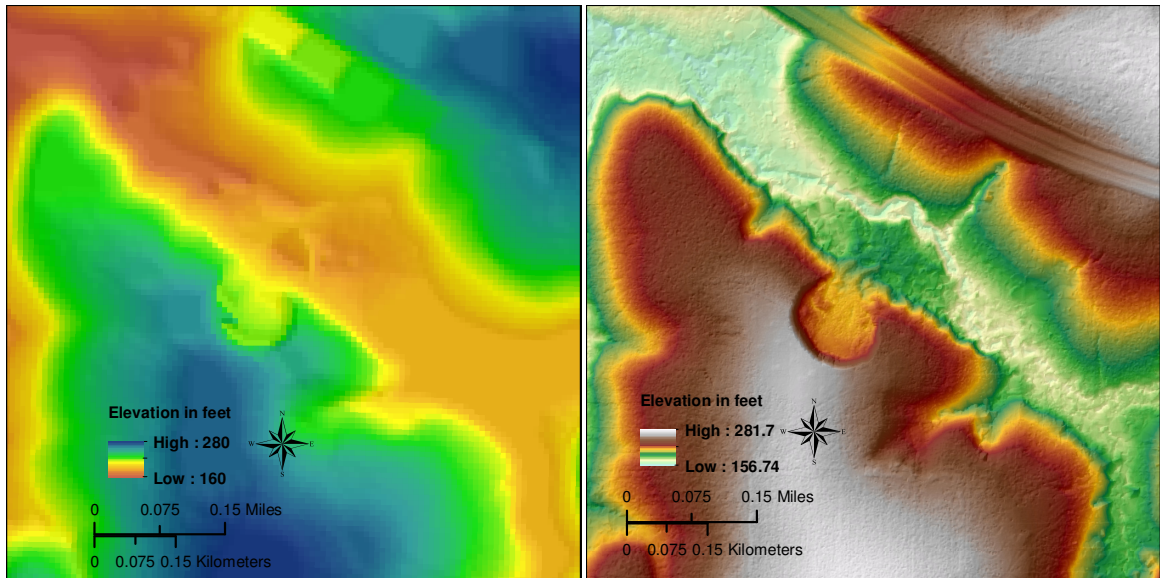 Elevation in feet
High : 280
Low : 160
N
W E
S
0 0.075 0.15 Miles
0 0.075 0.15 Kilometers
Elevation in feet
High : 281.7
Low : 156.74
N
W E
S
0 0.075 0.15 Miles
0 0.075 0.15 Kilometers